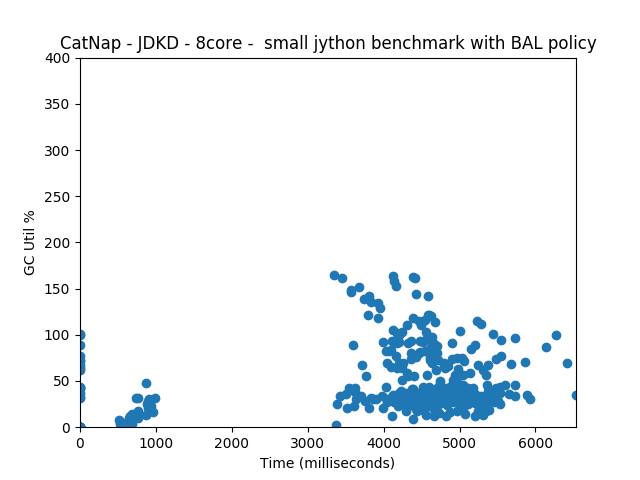 CatNap - JDKD - 8core -  small jython benchmark with BAL policy
400
350
300
250
200
150
100
50
0
GC Util %
0 1000 2000 3000 4000 5000 6000
Time (milliseconds)